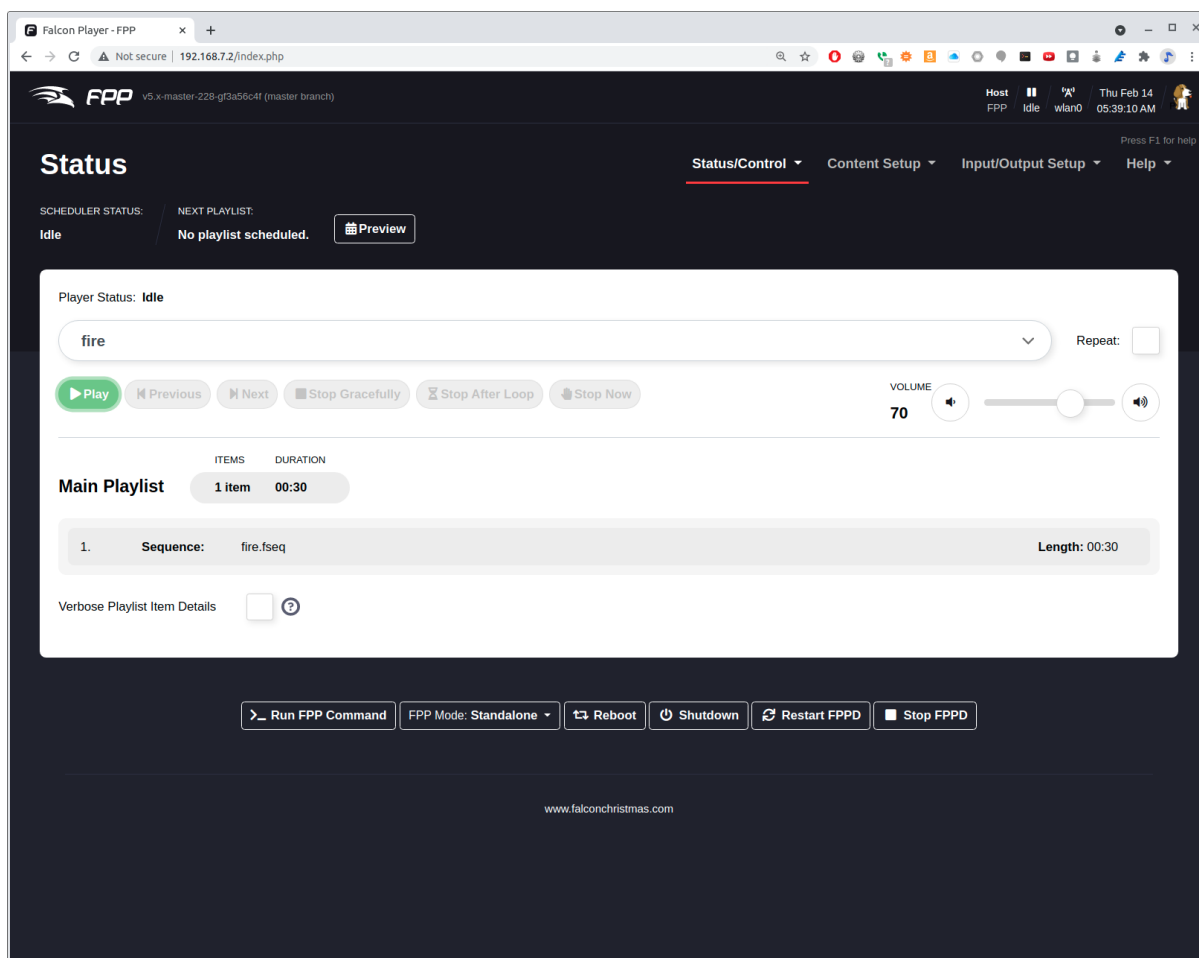 Falcon Player - FPP
Not secure 192.168.7.2/index.php
FPP v5.x-master-228-gf3a56c4f (master branch)
Host FPP
Idle
wlan0
Thu Feb 14
05:39:10 AM
Press F1 for help
Status
Status/Control Content Setup Input/Output Setup Help
SCHEDULER STATUS: NEXT PLAYLIST:
Idle No playlist scheduled. Preview
Player Status: Idle
fire Repeat:
Play Previous Next Stop Gracefully Stop After Loop Stop Now
VOLUME
70
ITEMS DURATION
Main Playlist 1 item 00:30
1. Sequence: fire.fseq Length: 00:30
Verbose Playlist Item Details
Run FPP Command FPP Mode: Standalone Reboot Shutdown Restart FPPD Stop FPPD
www.falconchristmas.com